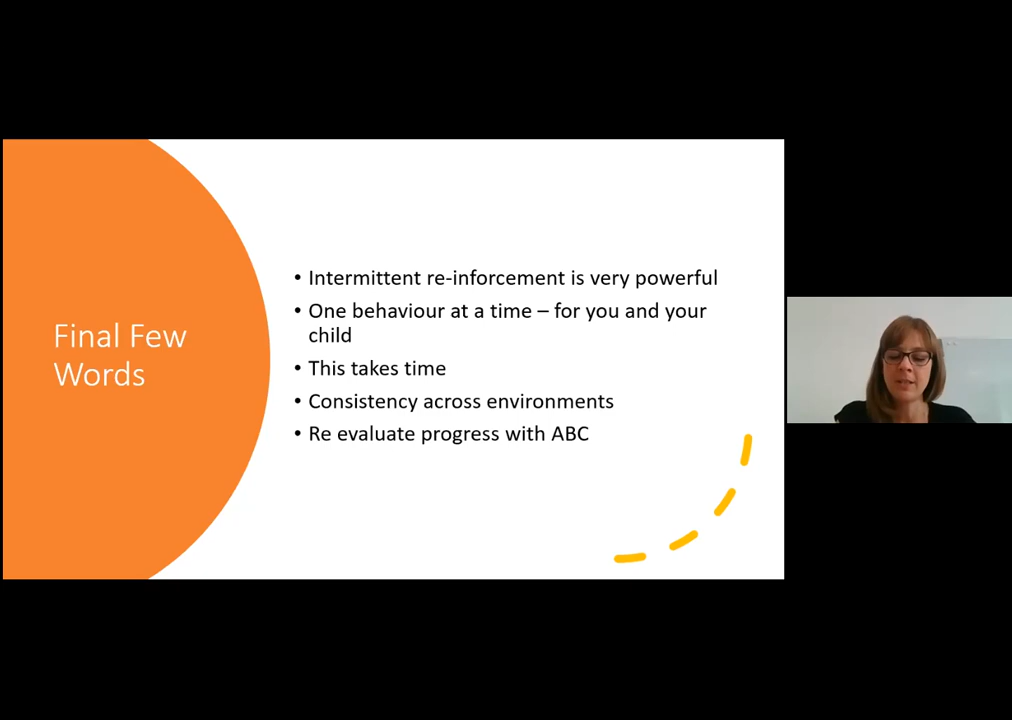 Final Few
Words
• Intermittent re-inforcement is very powerful
• One behaviour at a time – for you and your
child
• This takes time
• Consistency across environments
• Re evaluate progress with ABC